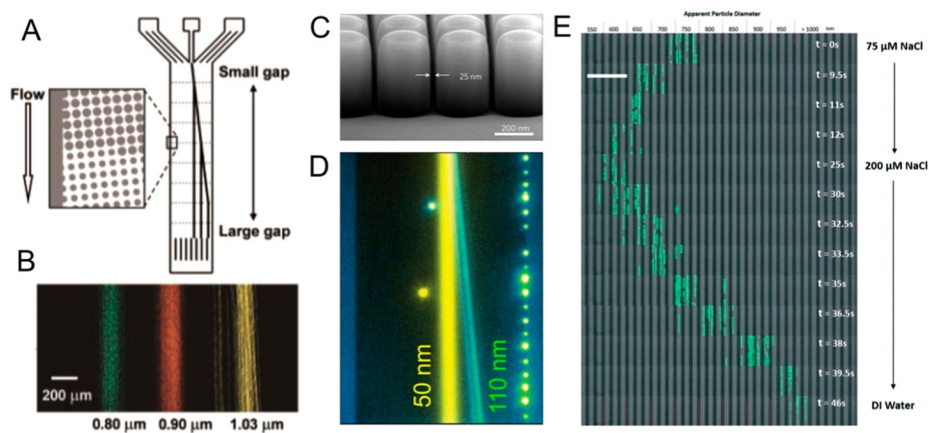 A
Flow
Small gap
Large gap
B
200 μm
0.80 μm 0.90 μm 1.03 μm
C
25 nm
200 nm
D
50 nm
110 nm
E
Apparent Particle Diameter
550 600 650 700 750 800 850 900 950 > 1000 nm
t = 0s
75 μM NaCl
t = 9.5s
t = 11s
t = 12s
t = 25s
200 μM NaCl
t = 30s
t = 32.5s
t = 33.5s
t = 35s
t = 36.5s
t = 38s
t = 39.5s
t = 46s
DI Water